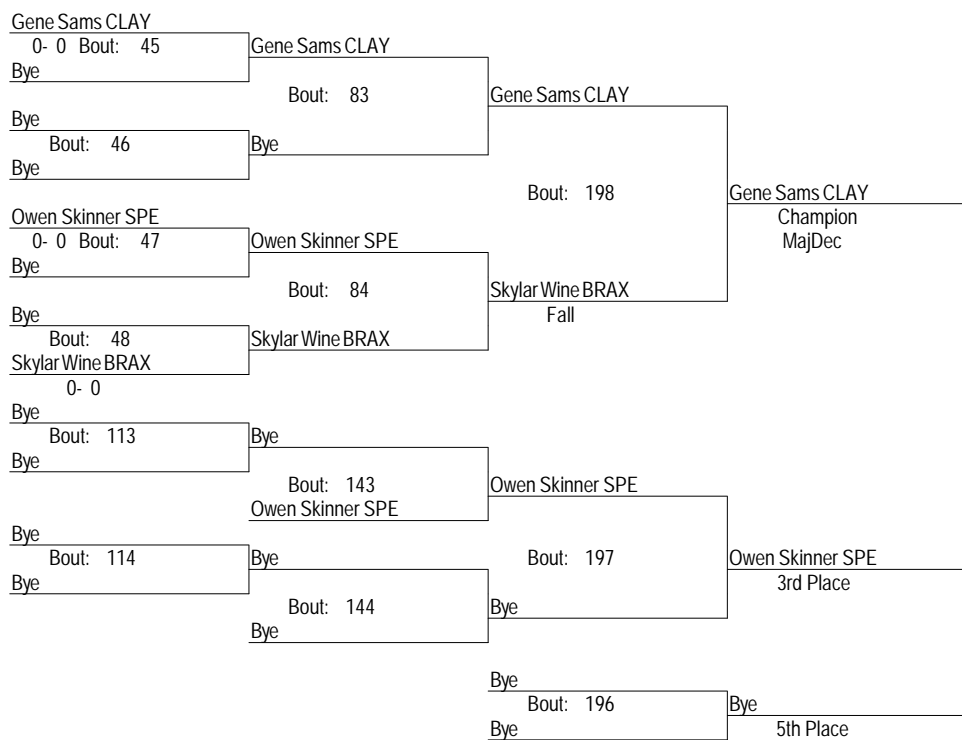 Gene Sams CLAY
0- 0 Bout: 45
Bye
Gene Sams CLAY
Bout: 83
Gene Sams CLAY
Bye
Bout: 46
Bye
Bye
Bout: 198
Gene Sams CLAY
Champion
MajDec
Owen Skinner SPE
0- 0 Bout: 47
Bye
Owen Skinner SPE
Bout: 84
Skylar Wine BRAX
Fall
Bye
Bout: 48
Skylar Wine BRAX
0- 0
Skylar Wine BRAX
Bye
Bout: 113
Bye
Bye
Bout: 143
Owen Skinner SPE
Owen Skinner SPE
Bye
Bout: 114
Bye
Bye
Bout: 144
Bye
Bout: 197
Bye
Owen Skinner SPE
3rd Place
Bye
Bout: 196
Bye
Bye
5th Place